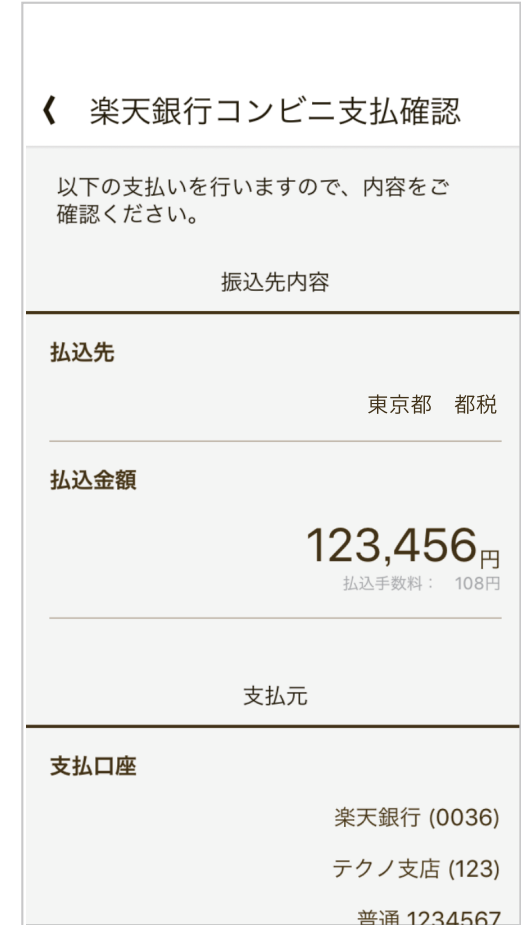 楽天銀行コンビニ支払確認
以下の支払いを行いますので、内容をご
確認ください。
振込先内容
払込先
東京都　都税
払込金額
123,456円
払込手数料：　108円
支払元
支払口座
楽天銀行 (0036)
テクノ支店 (123)
普通 1234567